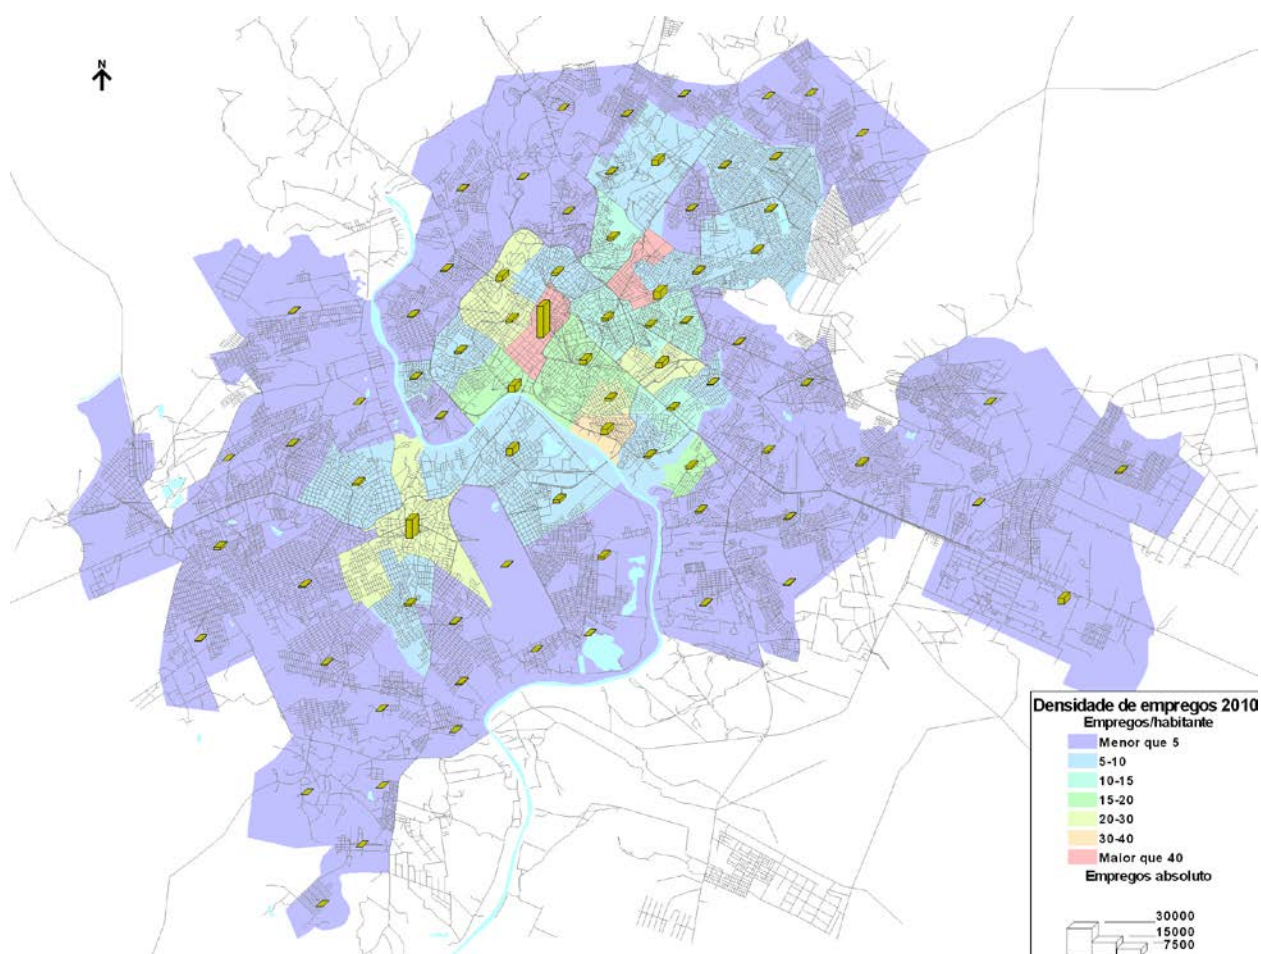 N
Densidade de empregos 2010
Empregos/habitante
Menor que 5
5-10
10-15
15-20
20-30
30-40
Maior que 40
Empregos absoluto
30000
15000
7500